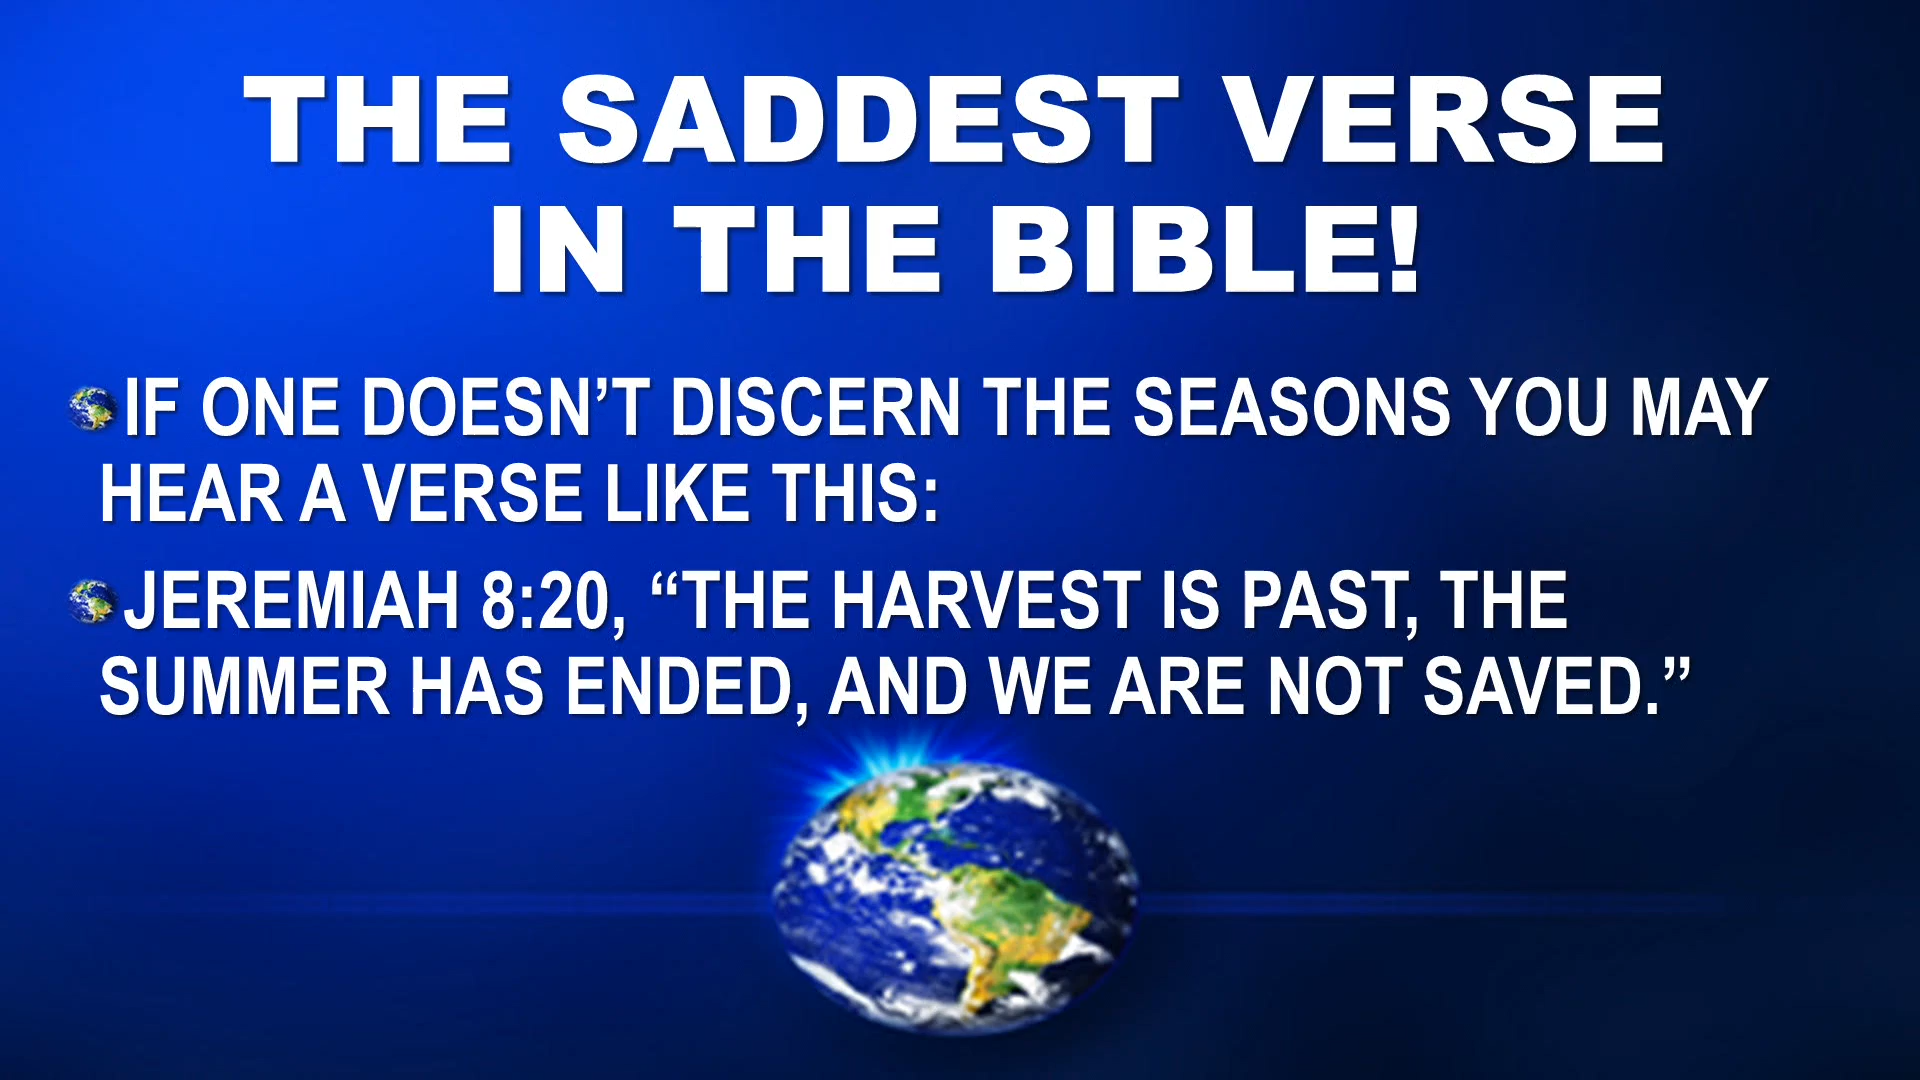 THE SADDEST VERSE
IN THE BIBLE!
IF ONE DOESN’T DISCERN THE SEASONS YOU MAY
HEAR A VERSE LIKE THIS:
JEREMIAH 8:20, “THE HARVEST IS PAST, THE
SUMMER HAS ENDED, AND WE ARE NOT SAVED.”